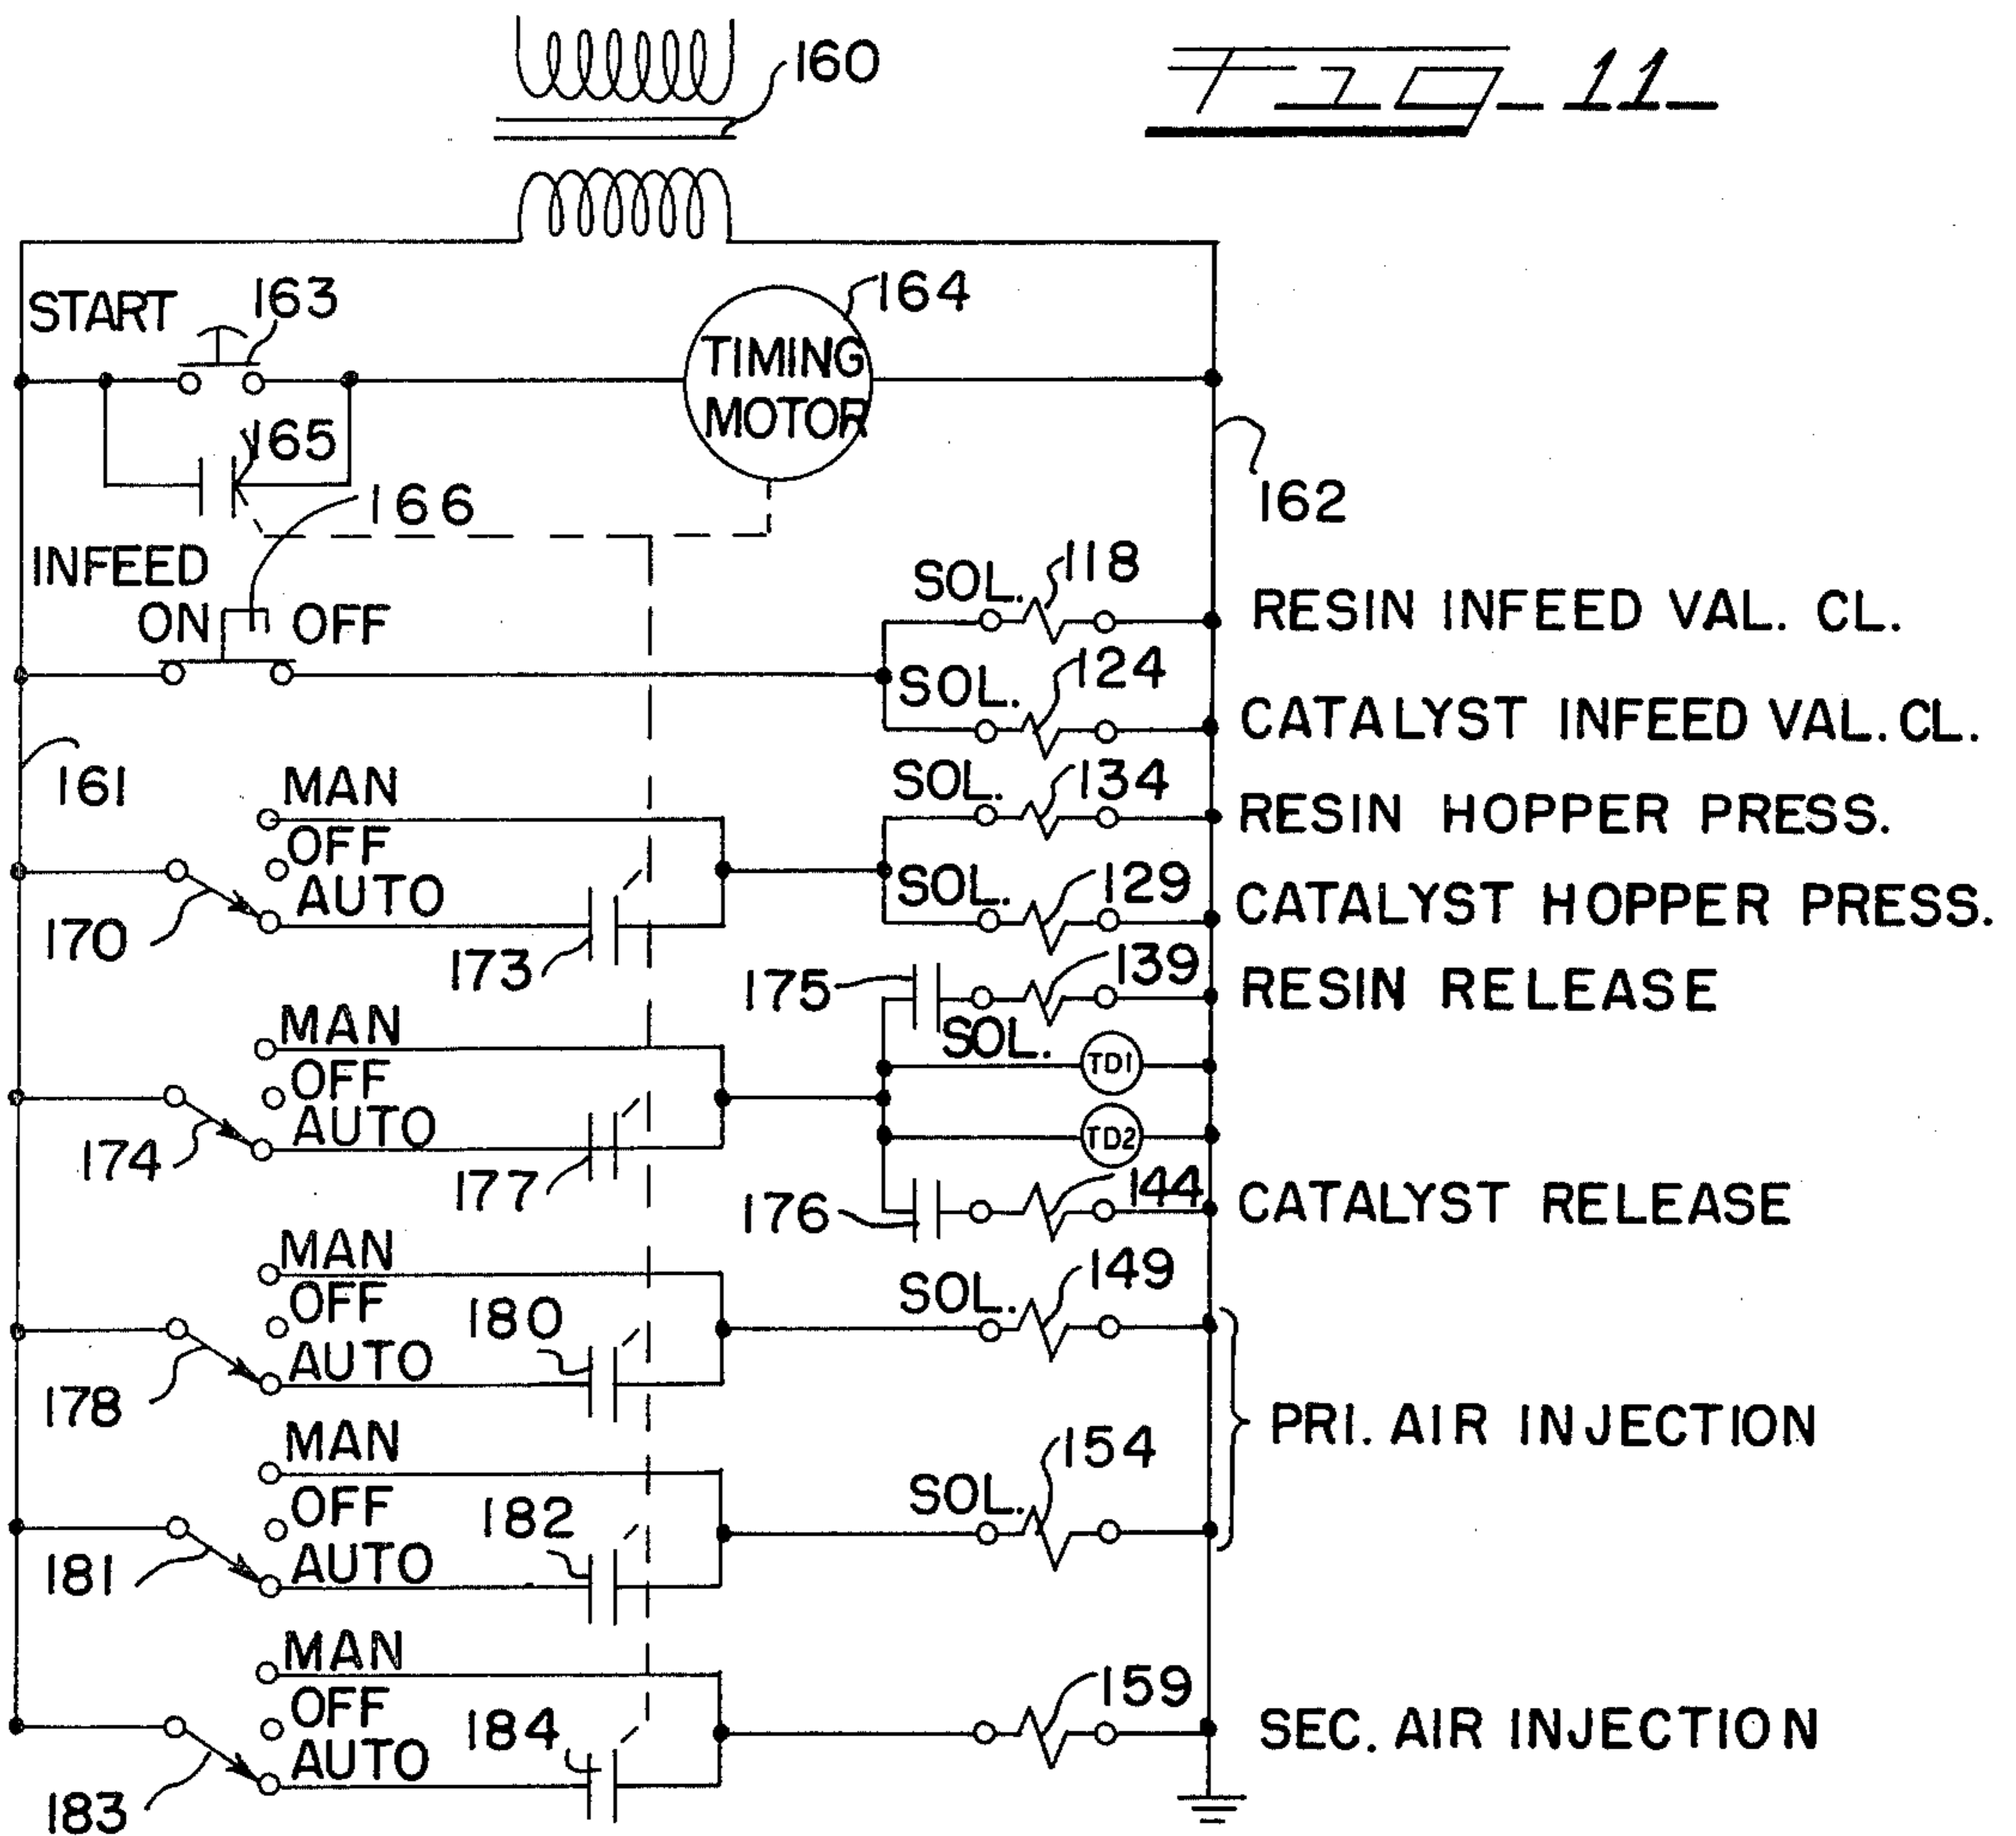 160
Fig-11-
START 163
164
TIMING
MOTOR
165
166
162
INFEED
ON OFF
SOL. 118
RESIN INFEED VAL. CL.
SOL. 124
CATALYST INFEED VAL. CL.
161
MAN
OFF
AUTO
170
173
SOL. 134
RESIN HOPPER PRESS.
SOL. 129
CATALYST HOPPER PRESS.
175
139
SOL.
RESIN RELEASE
MAN
OFF
AUTO
174
177
TD1
TD2
176
144
CATALYST RELEASE
MAN
OFF
AUTO
178
180
SOL. 149
PRI. AIR INJECTION
MAN
OFF
AUTO
181
182
SOL. 154
MAN
OFF
AUTO
183
184
159
SEC. AIR INJECTION